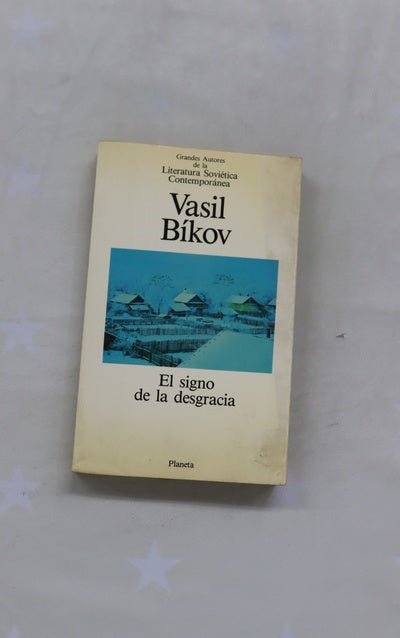 Grandes Autores
de la
Literatura Soviética
Contemporánea
Vasil
Bíkov
El signo
de la desgracia
Planeta